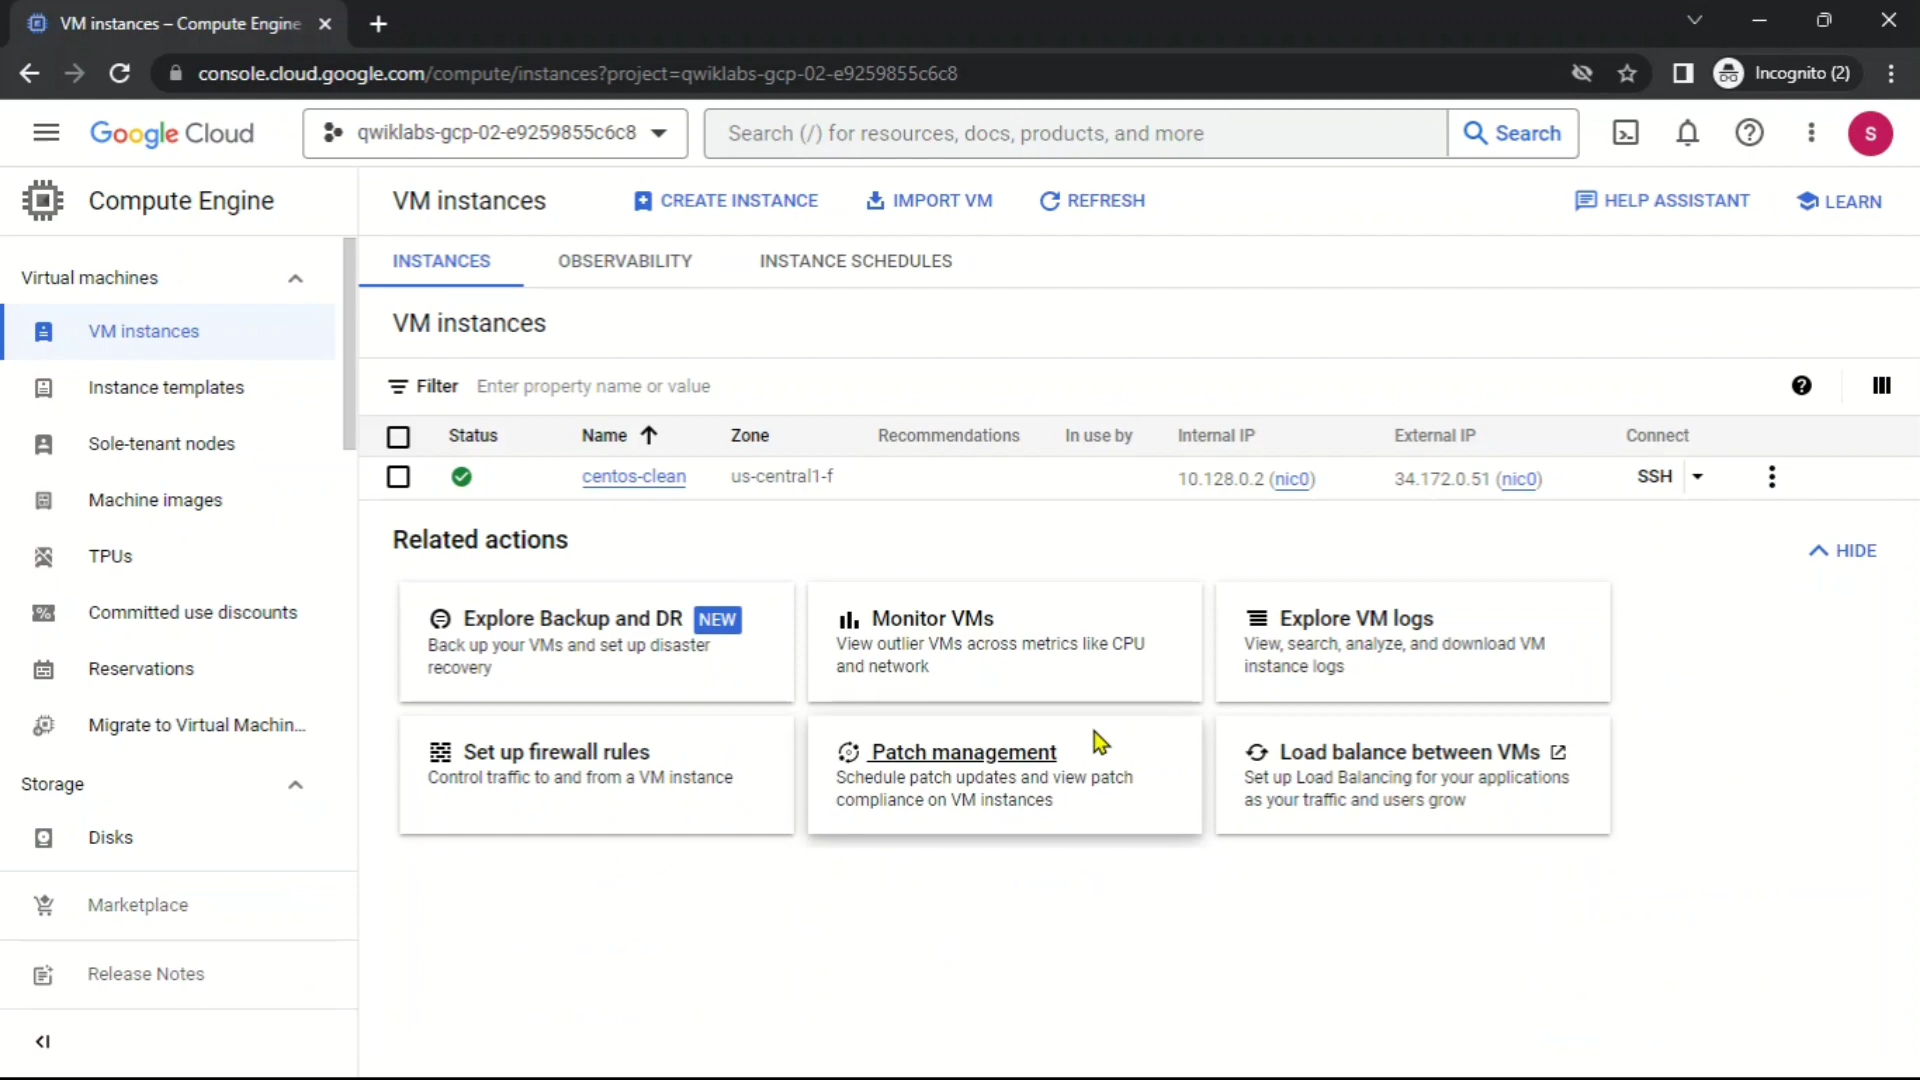 VM instances – Compute Engine
console.cloud.google.com/compute/instances?project=qwiklabs-gcp-02-e9259855c6c8
Incognito (2)
Google Cloud
qwiklabs-gcp-02-e9259855c6c8
Search (/) for resources, docs, products, and more
Search
S
Compute Engine
VM instances
CREATE INSTANCE
IMPORT VM
REFRESH
HELP ASSISTANT
LEARN
Virtual machines
VM instances
Instance templates
Sole-tenant nodes
Machine images
TPUs
Committed use discounts
Reservations
Migrate to Virtual Machin...
Storage
Disks
Marketplace
Release Notes
INSTANCES
OBSERVABILITY
INSTANCE SCHEDULES
VM instances
Filter Enter property name or value
Status Name Zone Recommendations In use by Internal IP External IP Connect
centos-clean us-central1-f 10.128.0.2 (nic0) 34.172.0.51 (nic0) SSH
Related actions
HIDE
Explore Backup and DR NEW
Back up your VMs and set up disaster
recovery
Monitor VMs
View outlier VMs across metrics like CPU
and network
Explore VM logs
View, search, analyze, and download VM
instance logs
Set up firewall rules
Control traffic to and from a VM instance
Patch management
Schedule patch updates and view patch
compliance on VM instances
Load balance between VMs
Set up Load Balancing for your applications
as your traffic and users grow